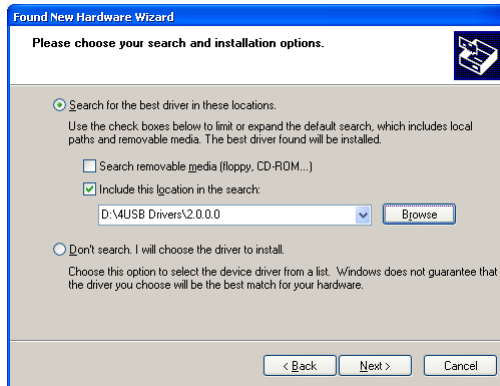 Found New Hardware Wizard
Please choose your search and installation options.
Search for the best driver in these locations.
Use the check boxes below to limit or expand the default search, which includes local
paths and removable media. The best driver found will be installed.
Search removable media (floppy, CD-ROM...)
Include this location in the search:
D:\4USB Drivers\2.0.0.0
Browse
Don't search. I will choose the driver to install.
Choose this option to select the device driver from a list. Windows does not guarantee that
the driver you choose will be the best match for your hardware.
< Back
Next >
Cancel